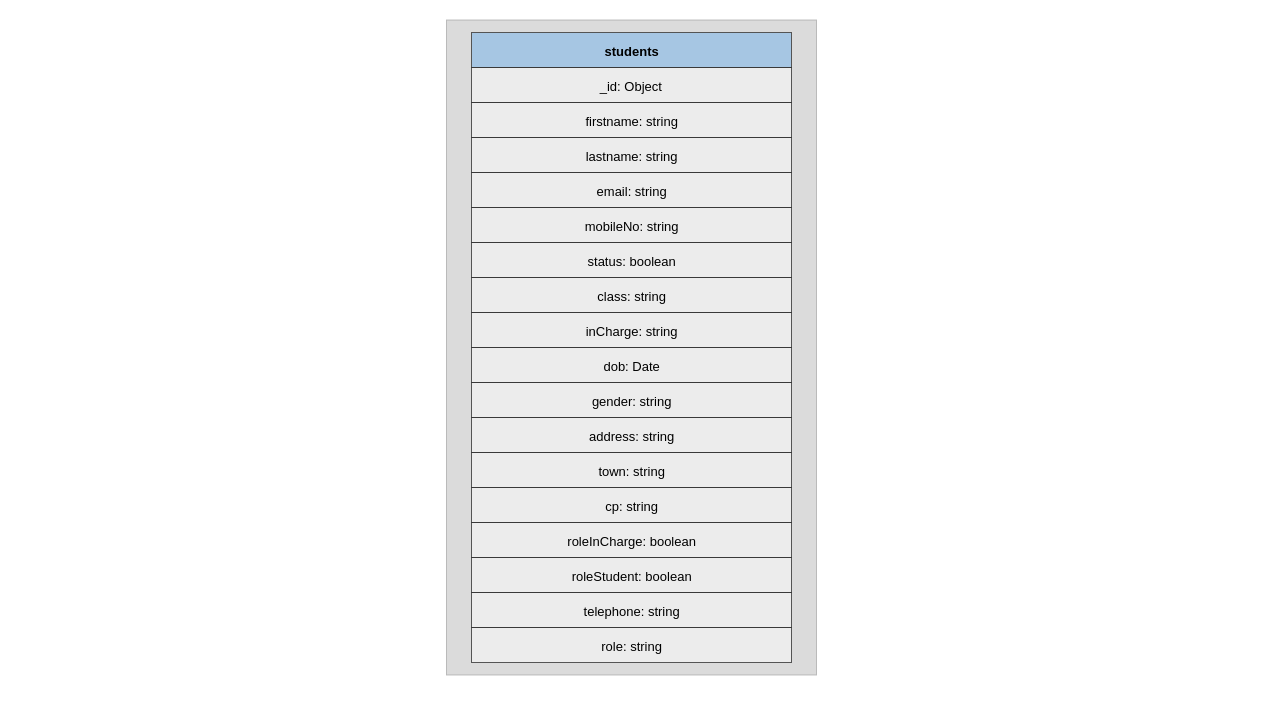 students
_id: Object
firstname: string
lastname: string
email: string
mobileNo: string
status: boolean
class: string
inCharge: string
dob: Date
gender: string
address: string
town: string
cp: string
roleInCharge: boolean
roleStudent: boolean
telephone: string
role: string